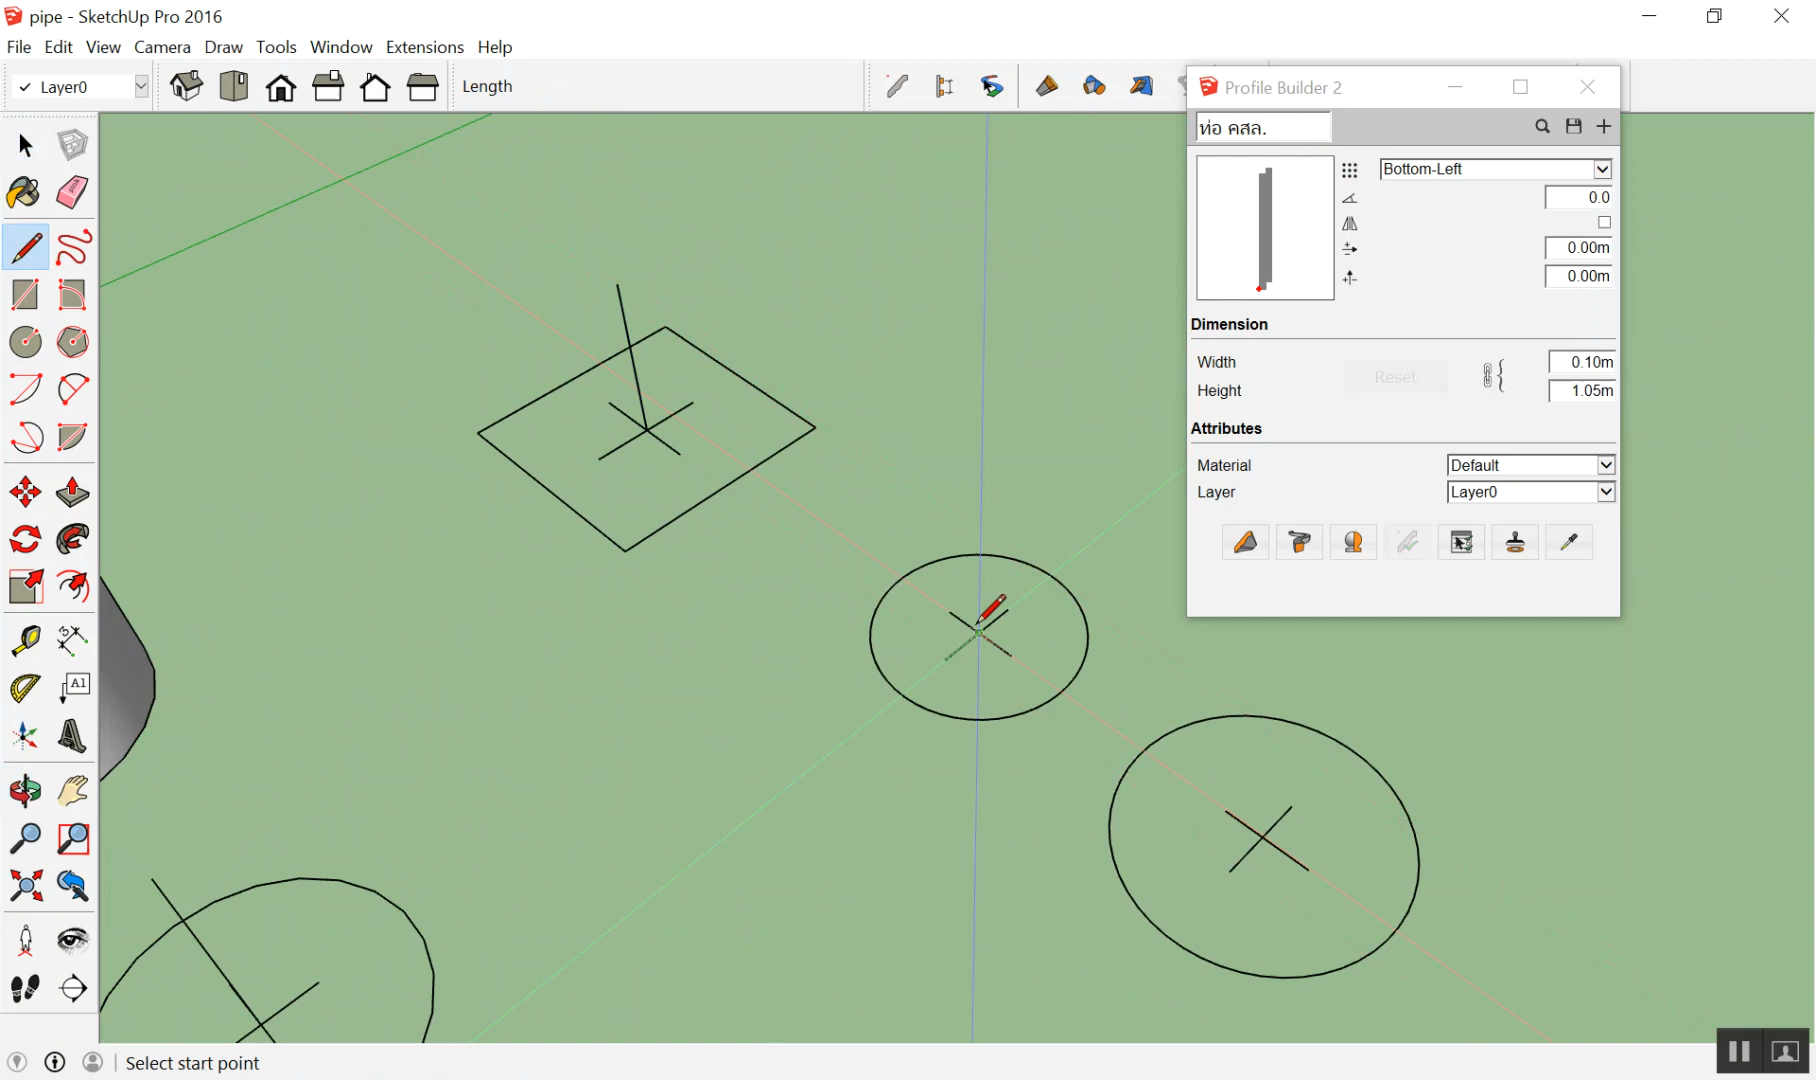 pipe - SketchUp Pro 2016
File Edit View Camera Draw Tools Window Extensions Help
Layer0
Length
Profile Builder 2
ท่อ คสล.
Bottom-Left
0.0
0.00m
0.00m
Dimension
Width 0.10m
Reset
Height 1.05m
Attributes
Material Default
Layer Layer0
A1
Select start point